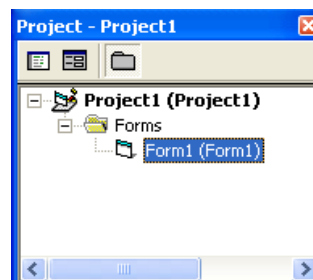 Project - Project1
Project1 (Project1)
Forms
Form1 (Form1)